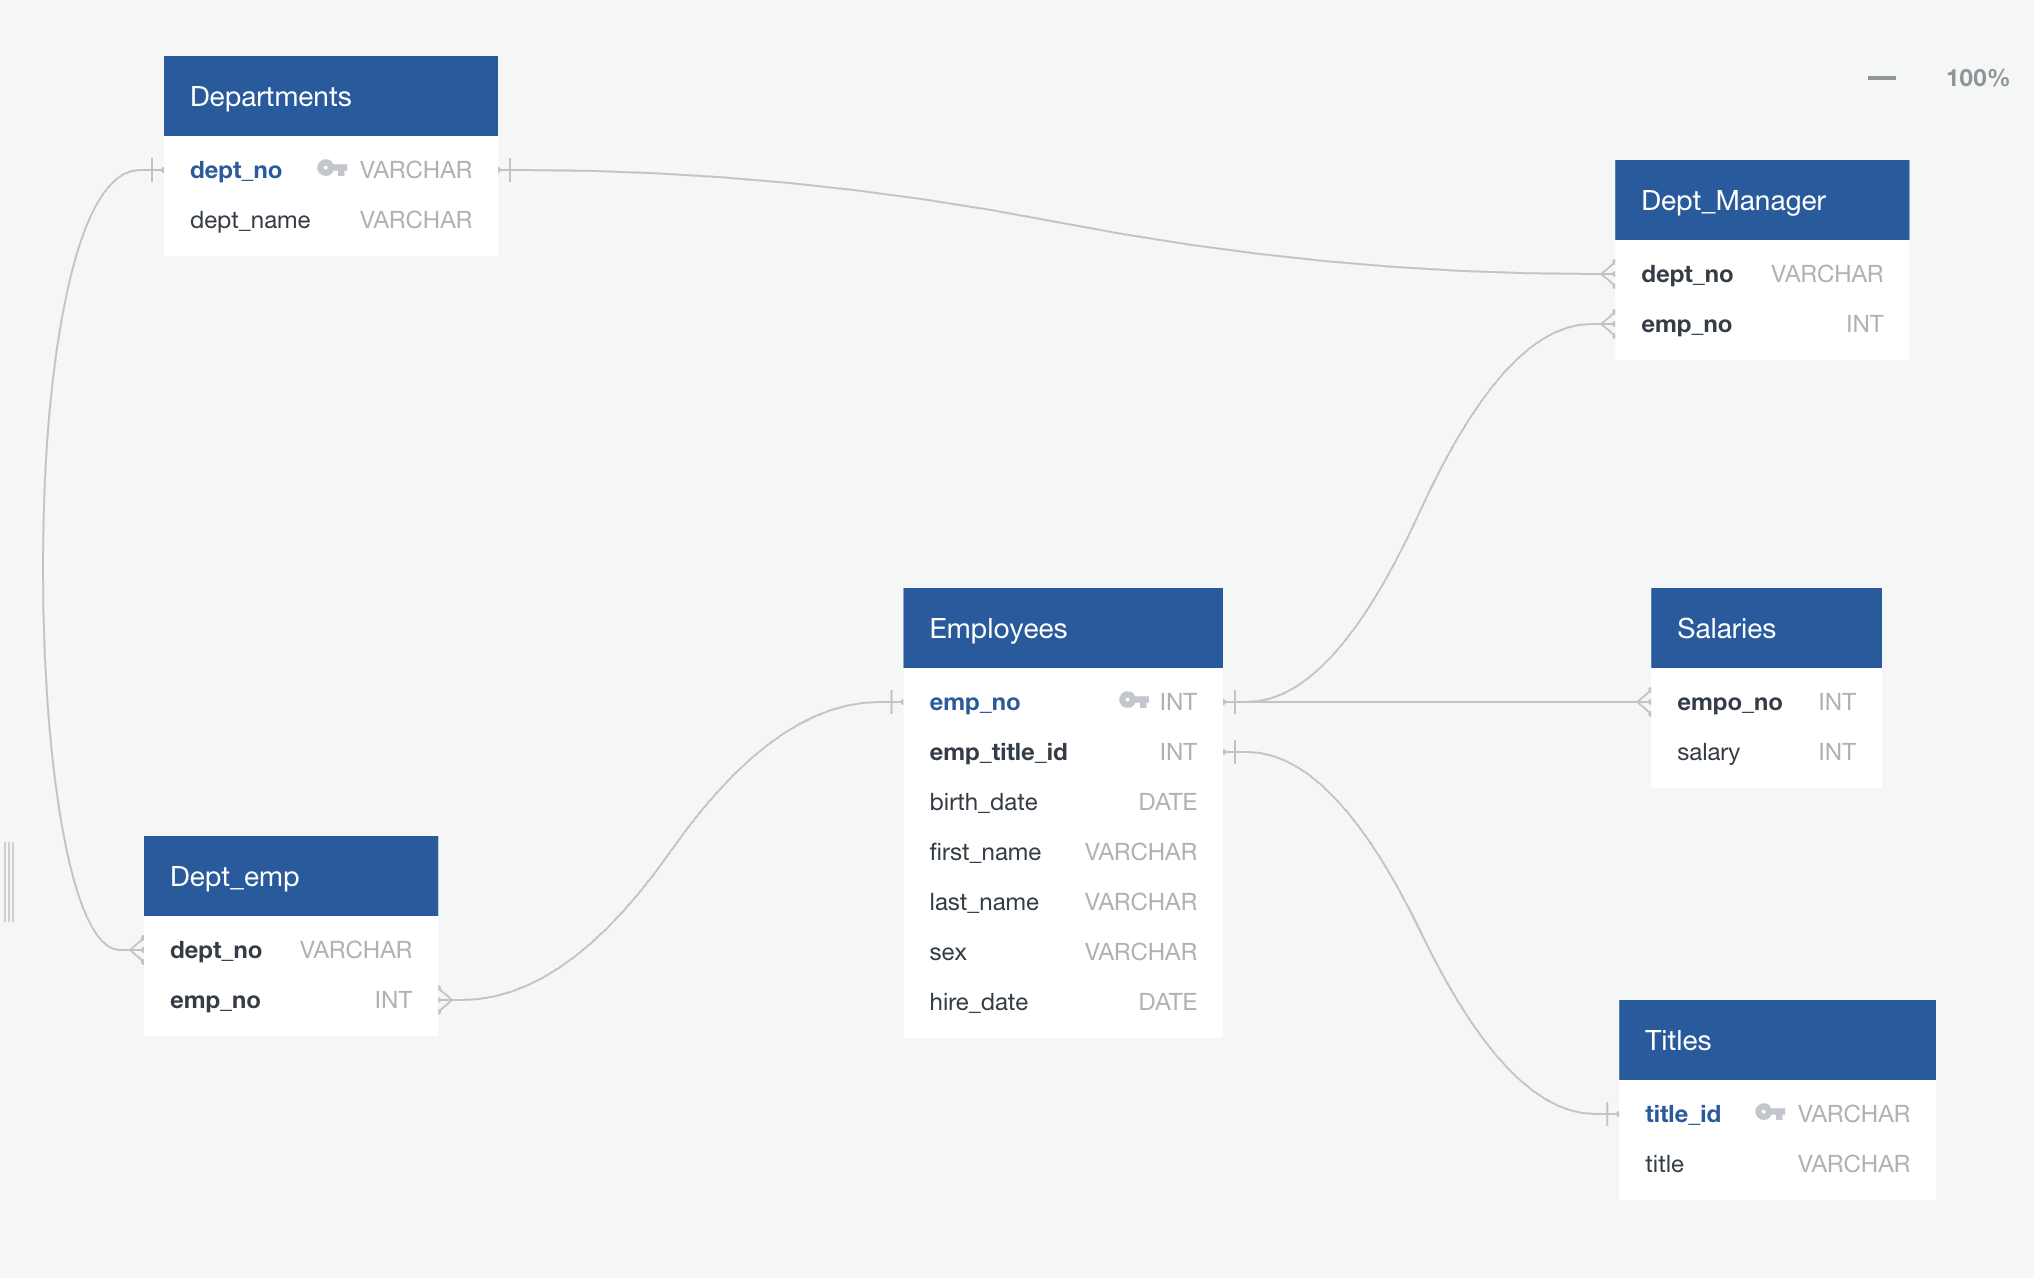 100%
Departments
dept_no VARCHAR
dept_name VARCHAR
Dept_Manager
dept_no VARCHAR
emp_no INT
Employees
emp_no INT
emp_title_id INT
birth_date DATE
first_name VARCHAR
last_name VARCHAR
sex VARCHAR
hire_date DATE
Salaries
empo_no INT
salary INT
Dept_emp
dept_no VARCHAR
emp_no INT
Titles
title_id VARCHAR
title VARCHAR